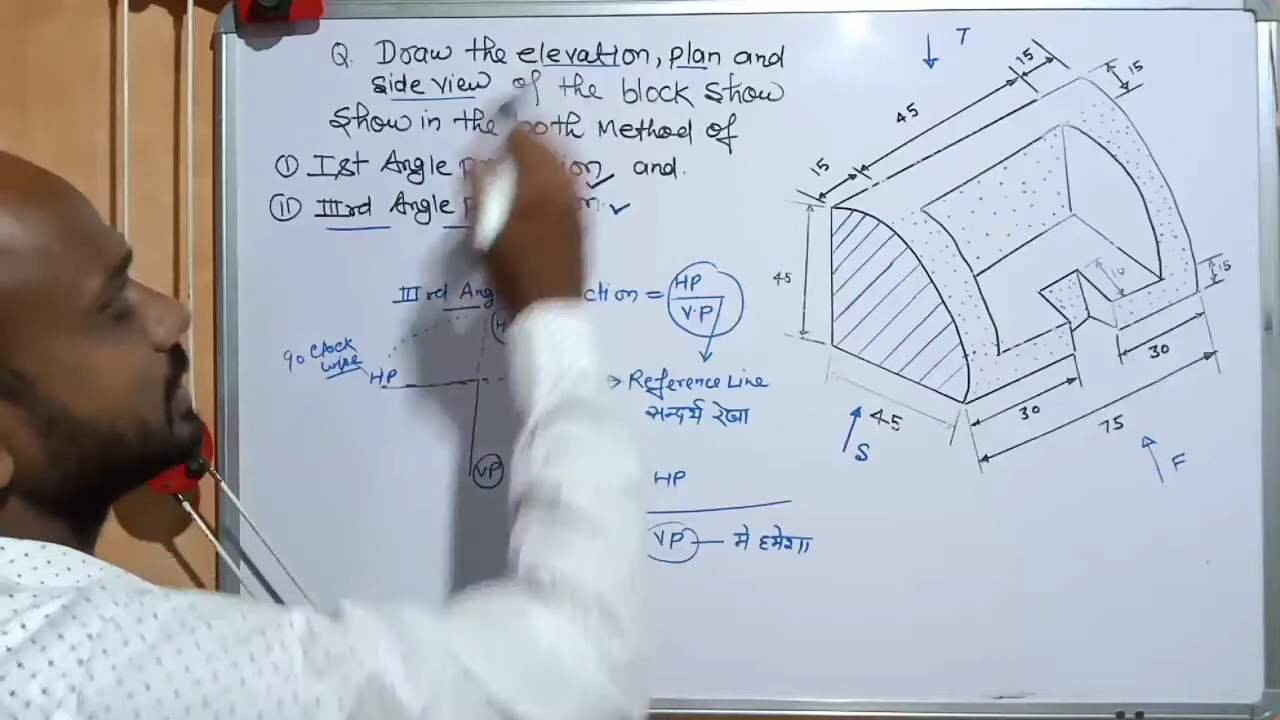 Q. Draw the elevation, plan and
side view of the block show
show in the both Method of
① Ist Angle and.
② IIIrd Angle
IIIrd Ang ction = HP
V.P
90 clock
wise
HP
VP
Reference Line
सन्दर्भ रेखा
HP
VP — मे हमेशा
T
15
15
45
15
45
10
15
30
30
45
75
S
F